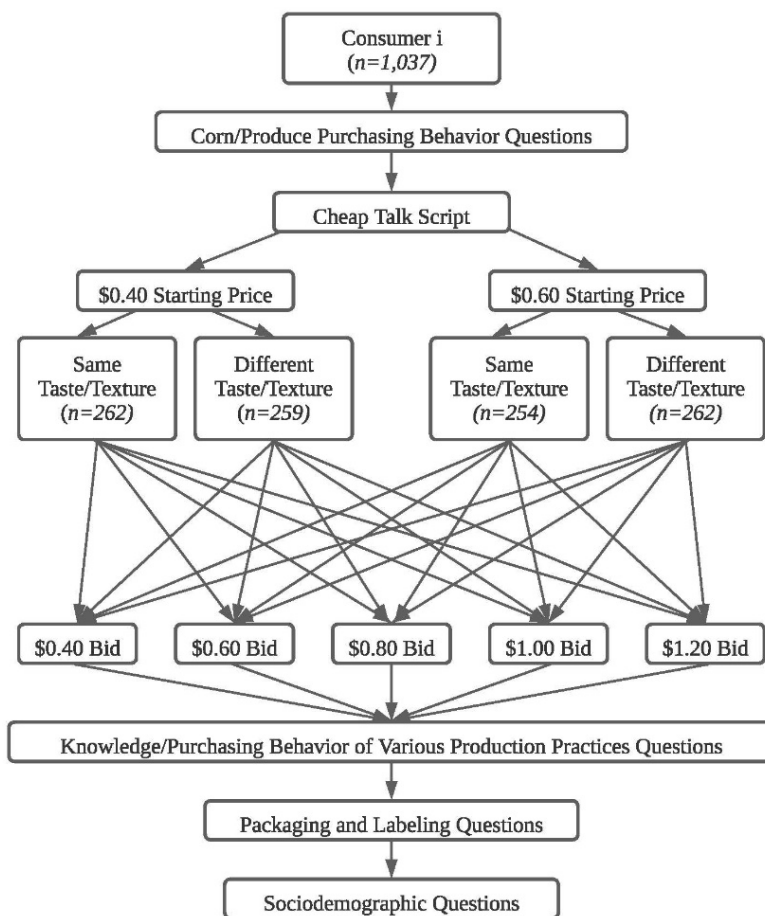 Consumer i
(n=1,037)
Corn/Produce Purchasing Behavior Questions
Cheap Talk Script
$0.40 Starting Price
$0.60 Starting Price
Same
Taste/Texture
(n=262)
Different
Taste/Texture
(n=259)
Same
Taste/Texture
(n=254)
Different
Taste/Texture
(n=262)
$0.40 Bid
$0.60 Bid
$0.80 Bid
$1.00 Bid
$1.20 Bid
Knowledge/Purchasing Behavior of Various Production Practices Questions
Packaging and Labeling Questions
Sociodemographic Questions